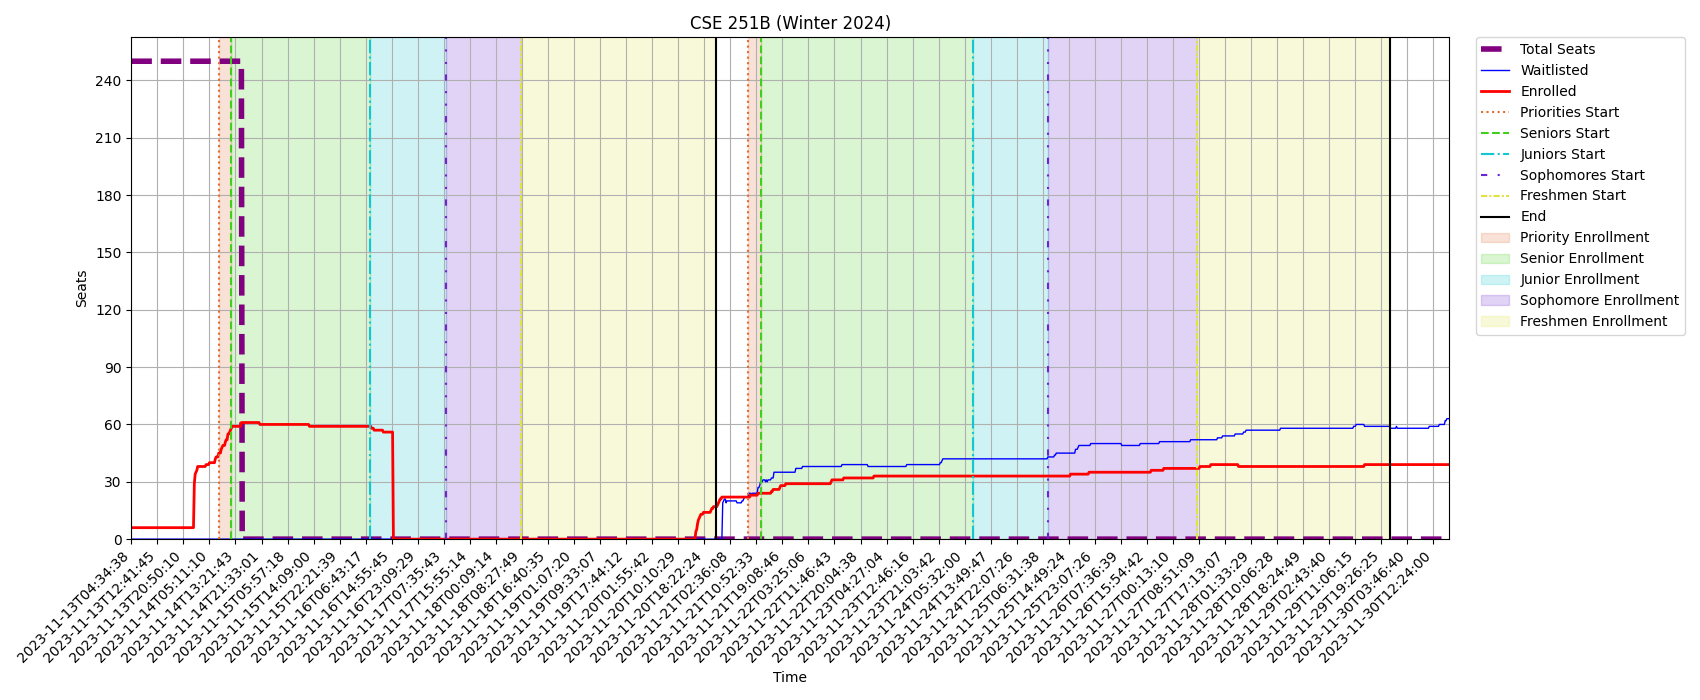 CSE 251B (Winter 2024)
Seats
240
210
180
150
120
90
60
30
0
2023-11-13T04:34:38
2023-11-13T12:41:45
2023-11-13T20:50:10
2023-11-14T05:11:10
2023-11-14T13:21:43
2023-11-14T21:33:01
2023-11-15T05:57:18
2023-11-15T14:09:00
2023-11-15T22:21:39
2023-11-16T06:43:17
2023-11-16T14:55:45
2023-11-16T23:09:29
2023-11-17T07:35:43
2023-11-17T15:55:14
2023-11-18T00:09:14
2023-11-18T08:27:49
2023-11-18T16:40:35
2023-11-19T01:07:20
2023-11-19T09:33:07
2023-11-19T17:44:12
2023-11-20T01:55:42
2023-11-20T10:10:29
2023-11-20T18:22:24
2023-11-21T02:36:08
2023-11-21T10:52:33
2023-11-21T19:08:46
2023-11-22T03:25:06
2023-11-22T11:46:43
2023-11-22T20:04:38
2023-11-23T04:27:04
2023-11-23T12:46:16
2023-11-23T21:03:42
2023-11-24T05:32:00
2023-11-24T13:49:47
2023-11-24T22:07:26
2023-11-25T06:31:38
2023-11-25T14:49:24
2023-11-25T23:07:26
2023-11-26T07:36:39
2023-11-26T15:54:42
2023-11-27T00:13:10
2023-11-27T08:51:09
2023-11-27T17:13:07
2023-11-28T01:33:29
2023-11-28T10:06:28
2023-11-28T18:24:49
2023-11-29T02:43:40
2023-11-29T11:06:15
2023-11-29T19:26:25
2023-11-30T03:46:40
2023-11-30T12:24:00
Time
Total Seats
Waitlisted
Enrolled
Priorities Start
Seniors Start
Juniors Start
Sophomores Start
Freshmen Start
End
Priority Enrollment
Senior Enrollment
Junior Enrollment
Sophomore Enrollment
Freshmen Enrollment